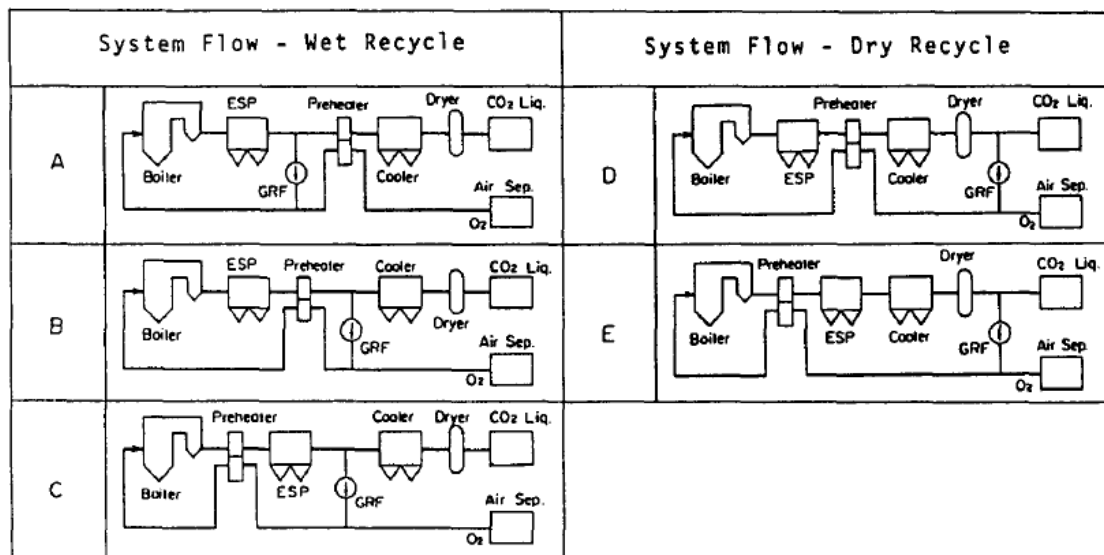 System Flow - Wet Recycle
System Flow - Dry Recycle
A
ESP
Preheater
Dryer
CO₂ Liq.
Boiler
GRF
Cooler
Air Sep.
O₂
D
Preheater
Dryer
CO₂ Liq.
Boiler
ESP
Cooler
GRF
Air Sep.
O₂
B
ESP
Preheater
Cooler
CO₂ Liq.
Boiler
GRF
Dryer
Air Sep.
O₂
E
Preheater
Dryer
CO₂ Liq.
Boiler
ESP
Cooler
GRF
Air Sep.
O₂
C
Preheater
Cooler
Dryer
CO₂ Liq.
Boiler
ESP
GRF
Air Sep.
O₂